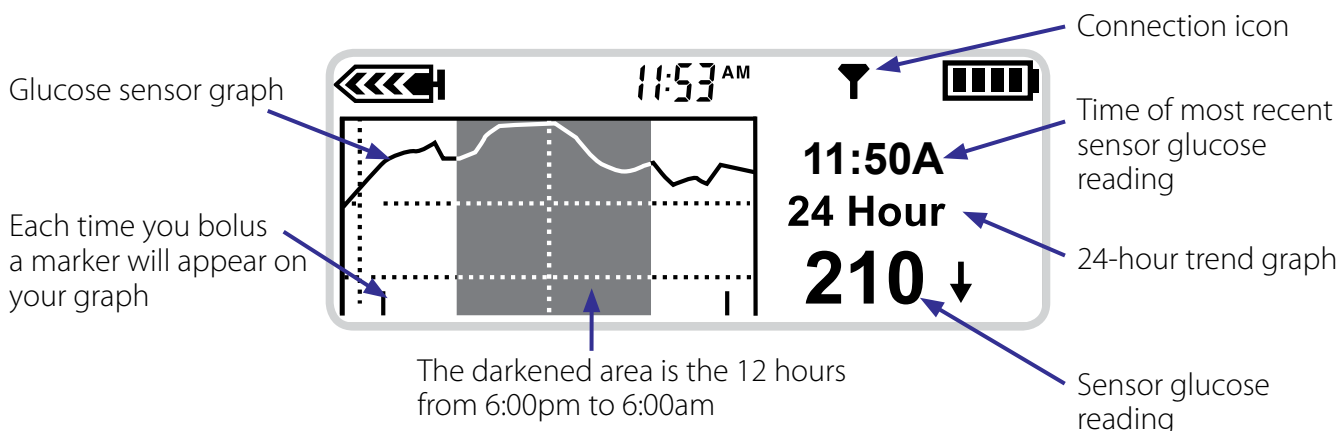 Connection icon
11:53 AM
Glucose sensor graph
Time of most recent
sensor glucose
reading
11:50A
24 Hour
Each time you bolus
a marker will appear on
your graph
24-hour trend graph
210
The darkened area is the 12 hours
from 6:00pm to 6:00am
Sensor glucose
reading